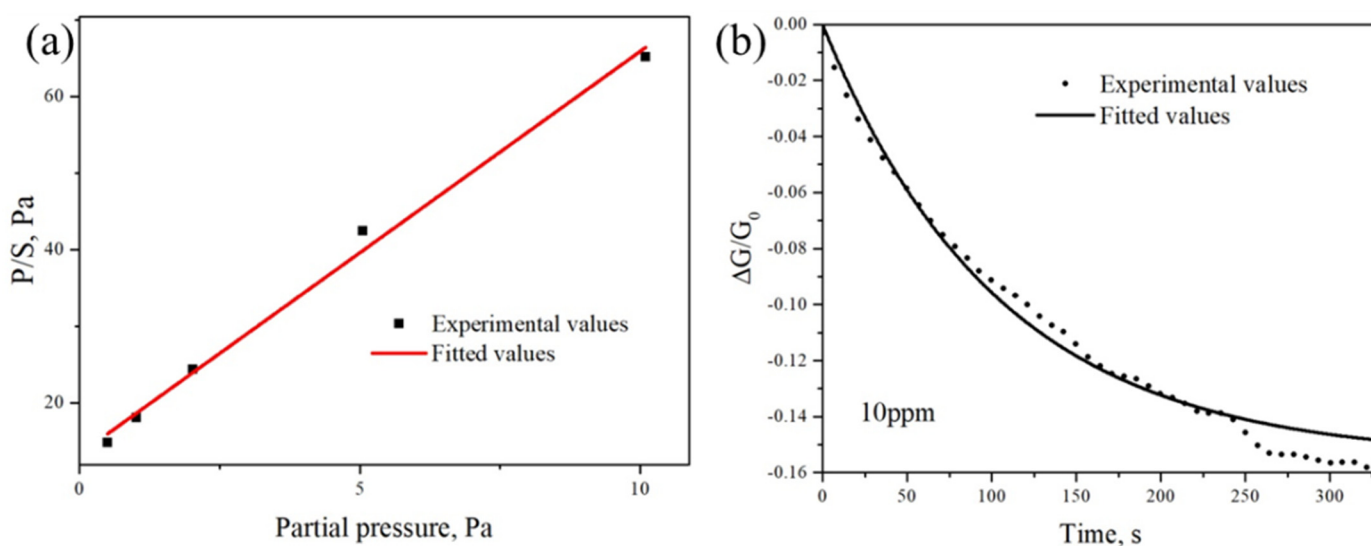 (a)
60
40
20
P/S, Pa
Experimental values
Fitted values
0
5
10
Partial pressure, Pa
(b)
0.00
-0.02
-0.04
-0.06
-0.08
-0.10
-0.12
-0.14
-0.16
ΔG/G₀
Experimental values
Fitted values
10ppm
0
50
100
150
200
250
300
Time, s